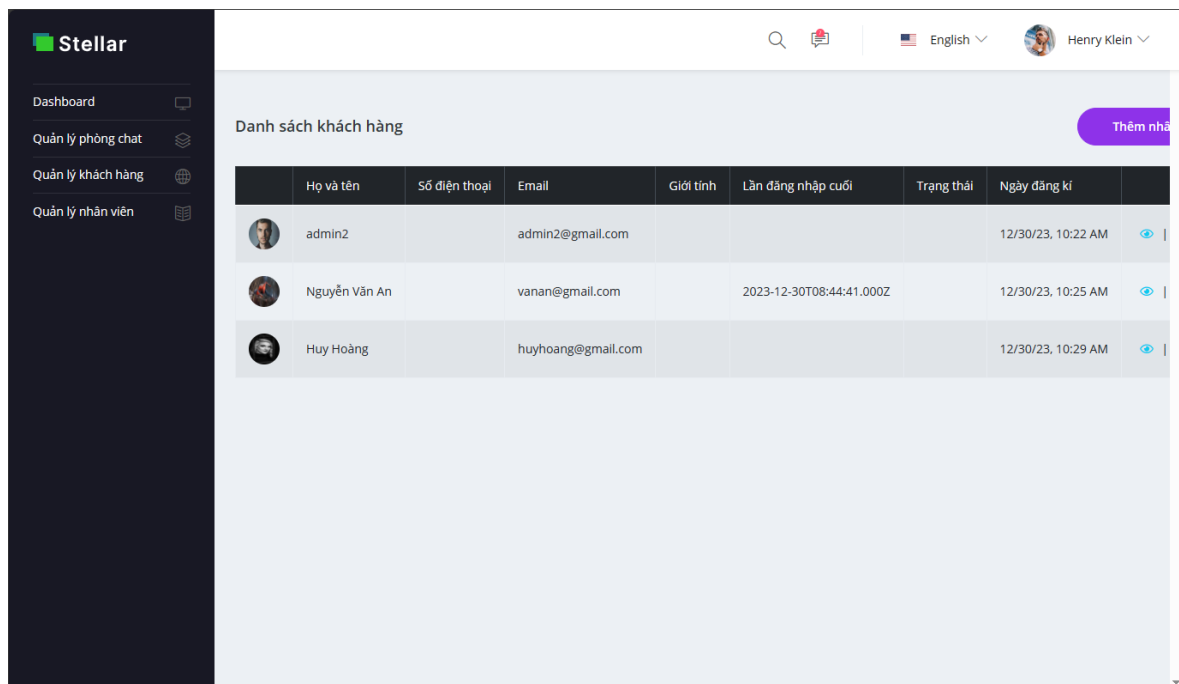 Stellar
English
Henry Klein
Dashboard
Quản lý phòng chat
Quản lý khách hàng
Quản lý nhân viên
Danh sách khách hàng
Thêm
Họ và tên Số điện thoại Email Giới tính Lần đăng nhập cuối Trạng thái Ngày đăng kí
admin2 admin2@gmail.com 12/30/23, 10:22 AM |
Nguyễn Văn An vanan@gmail.com 2023-12-30T08:44:41.000Z 12/30/23, 10:25 AM |
Huy Hoàng huyhoang@gmail.com 12/30/23, 10:29 AM |